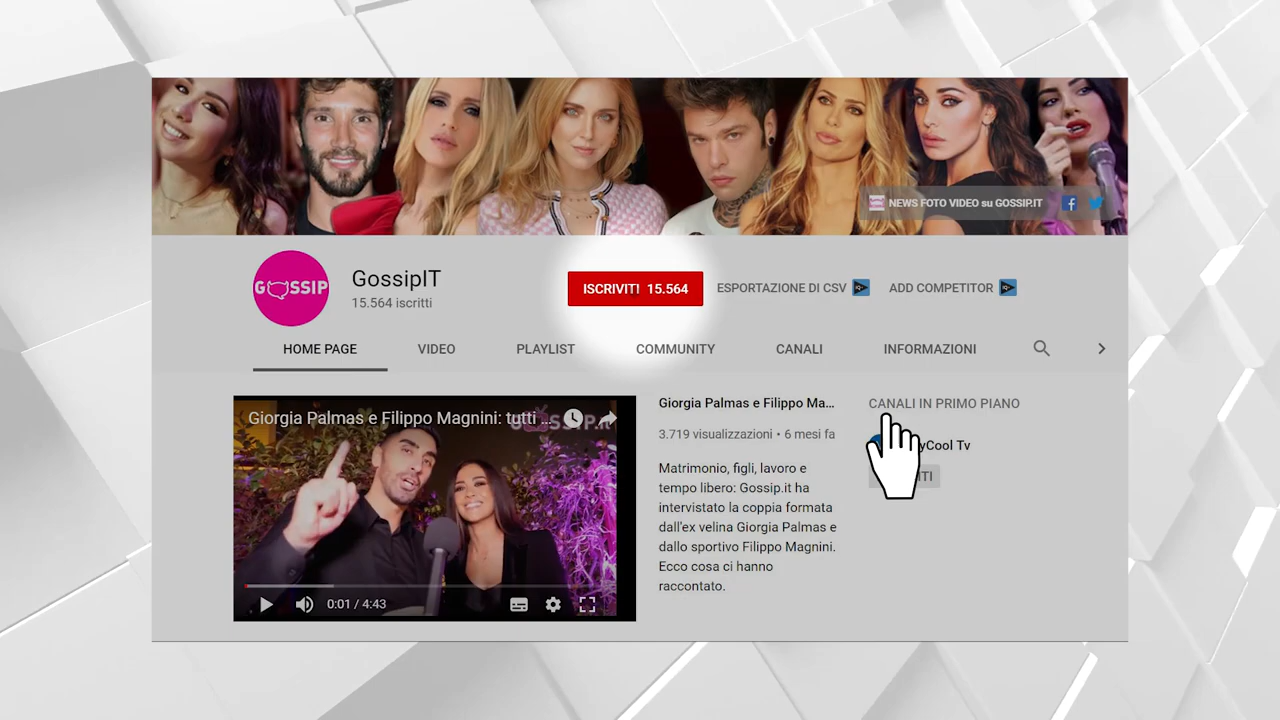 NEWS FOTO VIDEO su GOSSIP.IT
GOSSIP
GossipIT
15.564 iscritti
ISCRIVITI 15.564
ESPORTAZIONE DI CSV
ADD COMPETITOR
HOME PAGE
VIDEO
PLAYLIST
COMMUNITY
CANALI
INFORMAZIONI
Giorgia Palmas e Filippo Magnini: tutti ...
0:01 / 4:43
Giorgia Palmas e Filippo Ma...
3.719 visualizzazioni • 6 mesi fa
Matrimonio, figli, lavoro e
tempo libero: Gossip.it ha
intervistato la coppia formata
dall'ex velina Giorgia Palmas e
dallo sportivo Filippo Magnini.
Ecco cosa ci hanno
raccontato.
CANALI IN PRIMO PIANO
yCool Tv